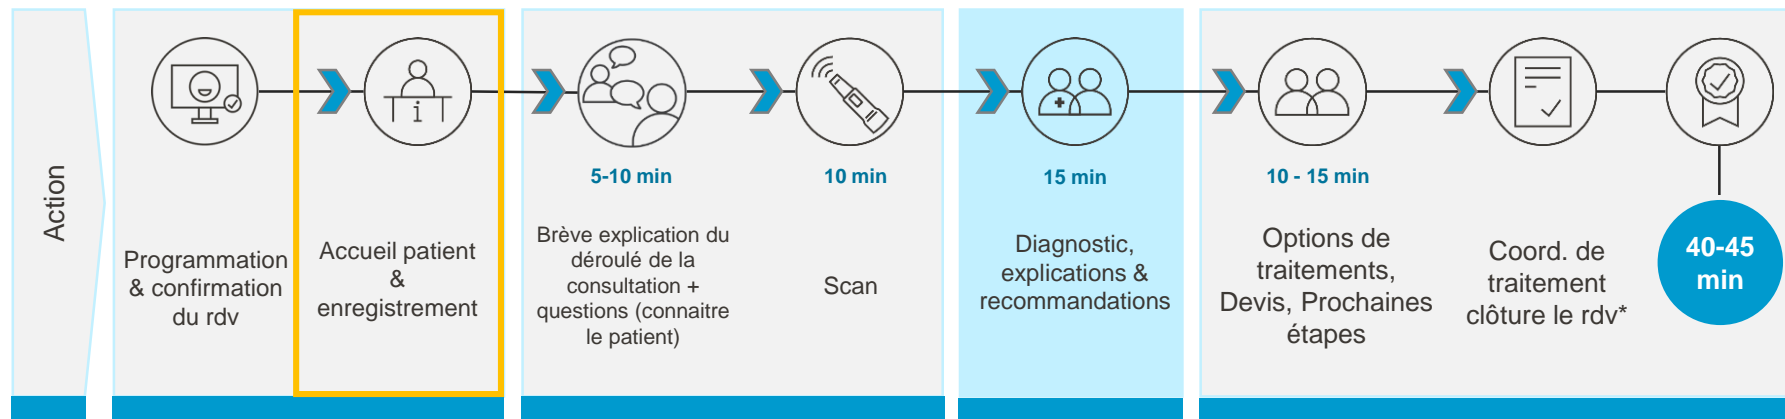 Action
Programmation
& confirmation
du rdv
i
Accueil patient
&
enregistrement
5-10 min
Brève explication du
déroulé de la
consultation +
questions (connaitre
le patient)
10 min
Scan
15 min
Diagnostic,
explications &
recommandations
10 - 15 min
Options de
traitements,
Devis, Prochaines
étapes
Coord. de
traitement
clôture le rdv*
40-45
min